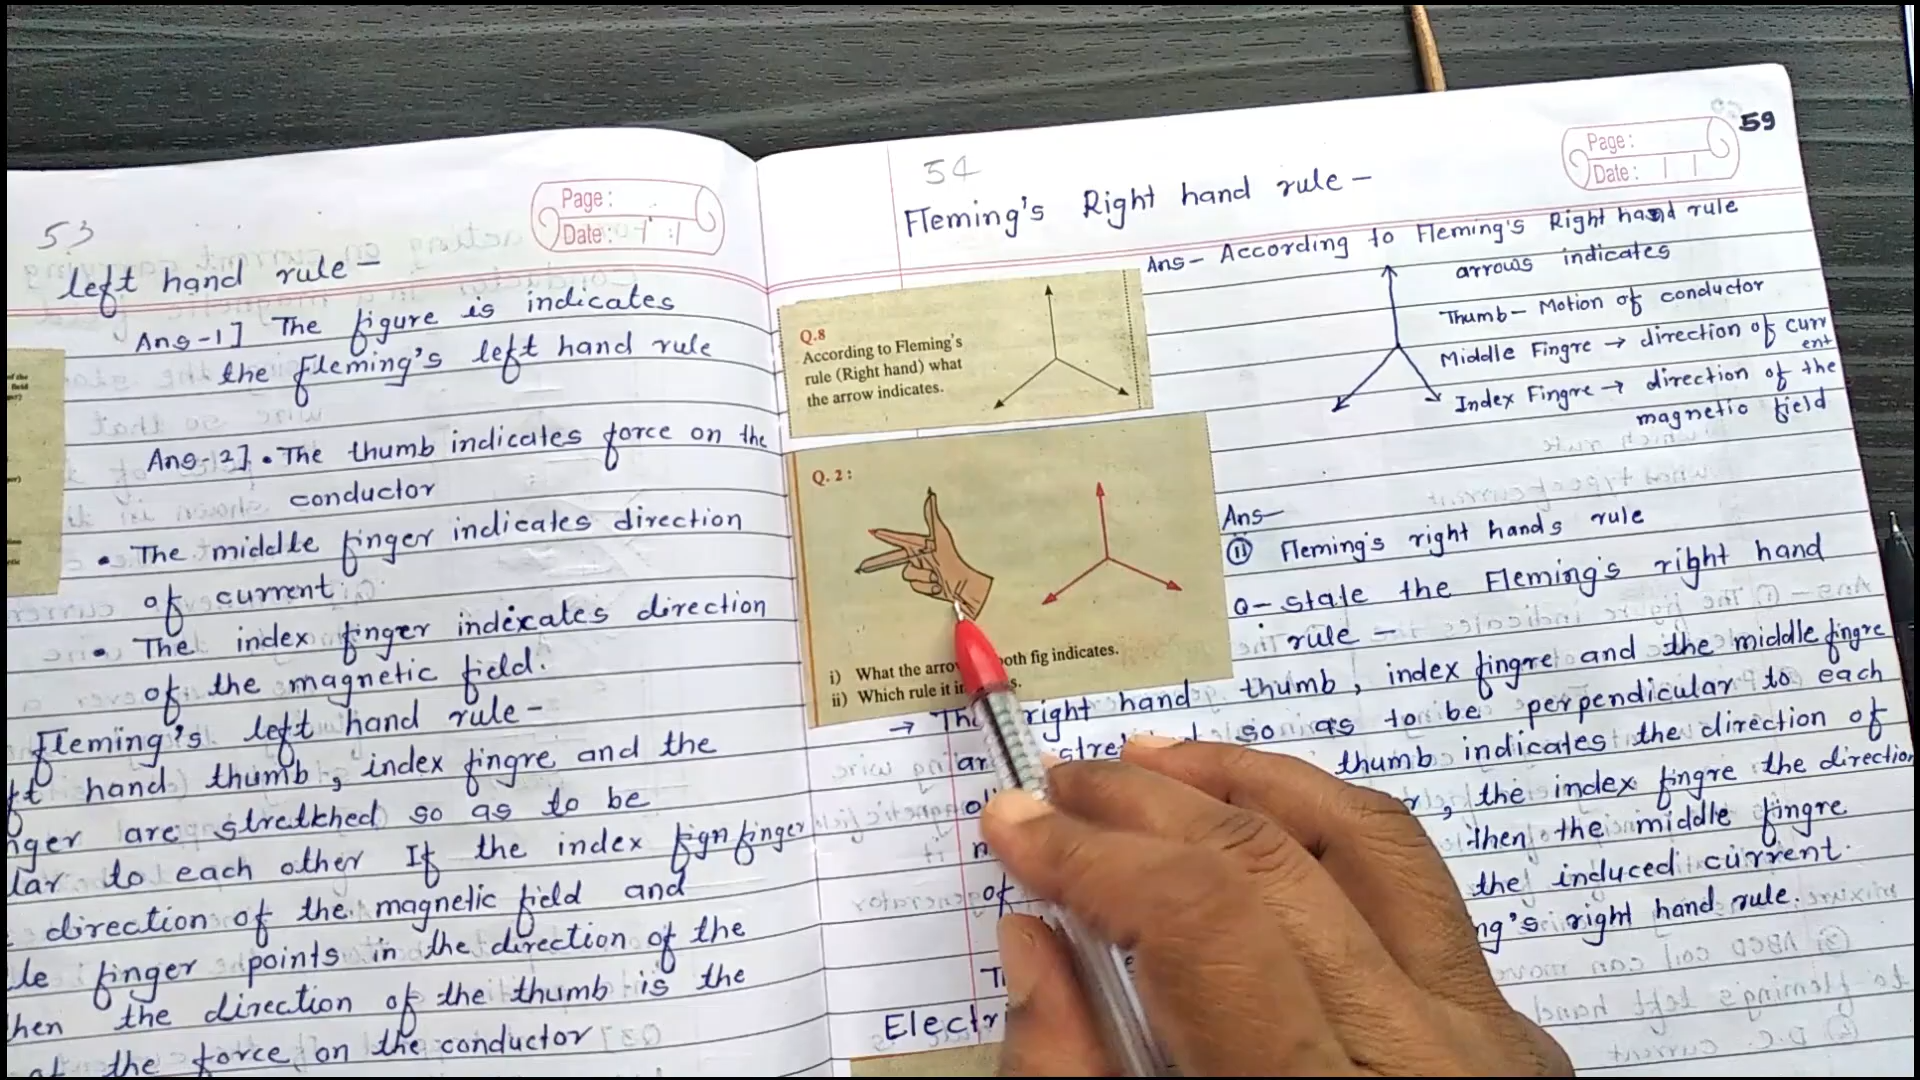 53
Page :
Date :
left hand rule –
Ans-1] The figure is indicates
the Fleming's left hand rule
Ans-2] • The thumb indicates force on the
conductor
• The middle finger indicates direction
of current
• The index finger indicates direction
of the magnetic field.
Fleming's left hand rule -
hand thumb, index fingre and the
are stretkhed so as to be
to each other If the index fign finger
direction of the magnetic field and
finger points in the direction of the
the direction of the thumb is the
the force on the conductor
59
54
Page :
Date :
Fleming's Right hand rule –
Ans- According to Fleming's Right hand rule
arrows indicates
Thumb- Motion of conductor
Middle Fingre → direction of curr
ent
Index Fingre → direction of the
magnetic field
Q.8
According to Fleming's
rule (Right hand) what
the arrow indicates.
Q. 2 :
i) What the fig indicates.
ii) Which rule it
Ans-
ii Fleming's right hands rule
Q- state the Fleming's right hand
rule -
→ right hand thumb, index fingre and the middle fingre
so as to be perpendicular to each
thumb indicates the direction of
, the index fingre the direction
then the middle fingre
of the induced current.
right hand rule.